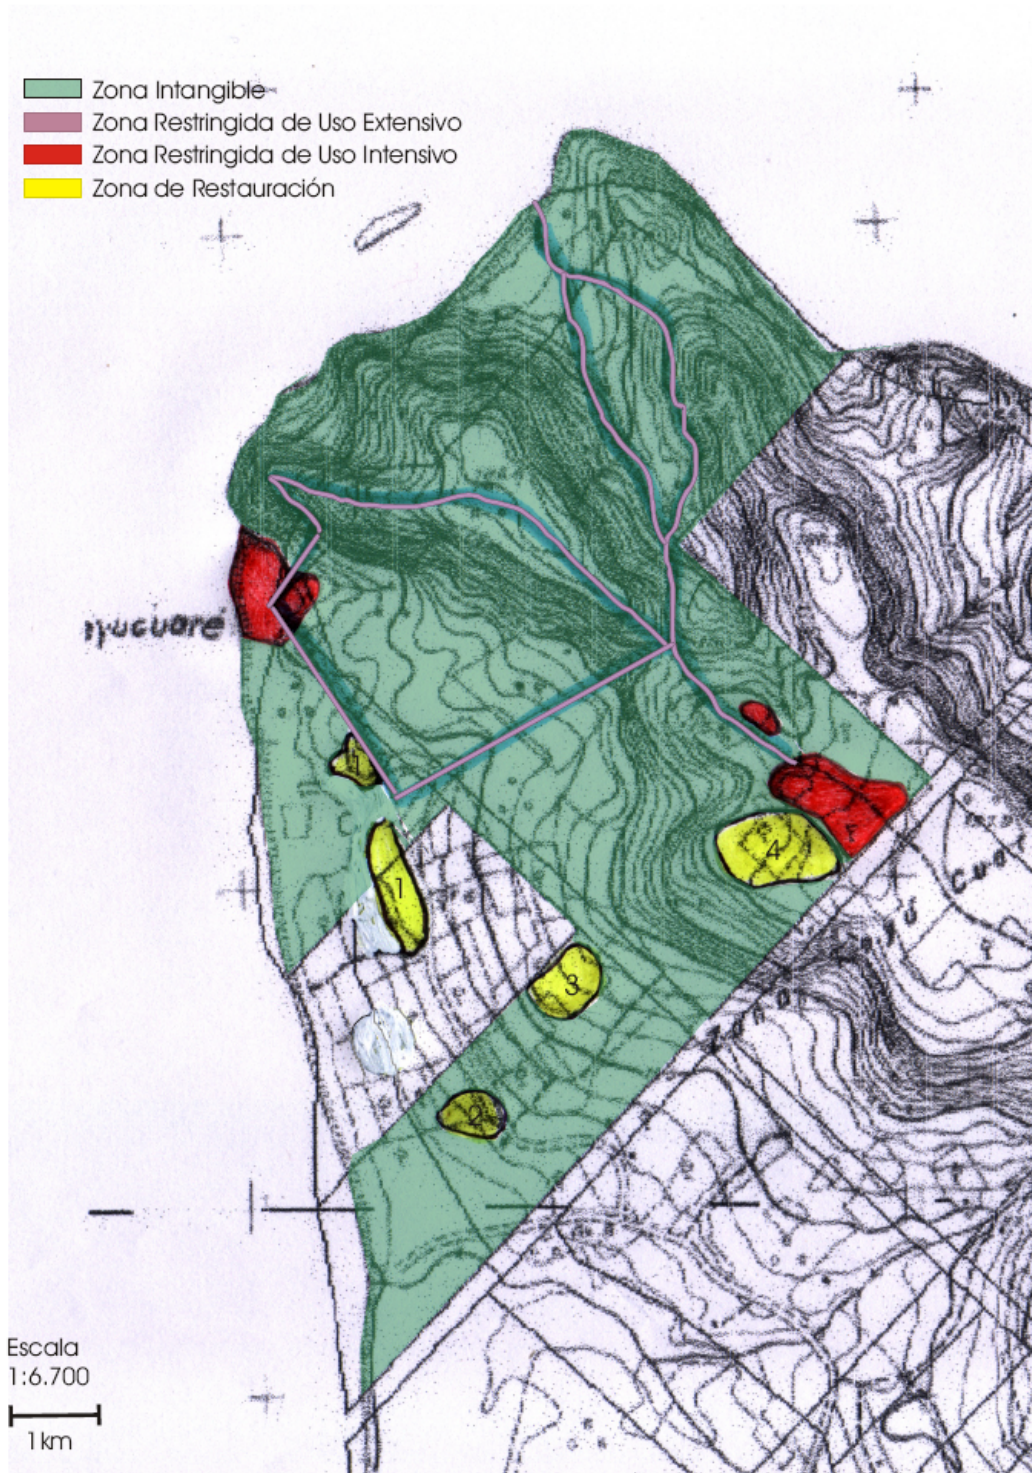 Zona Intangible
Zona Restringida de Uso Extensivo
Zona Restringida de Uso Intensivo
Zona de Restauración
1
1
4
3
2
Escala
1:6.700
1km